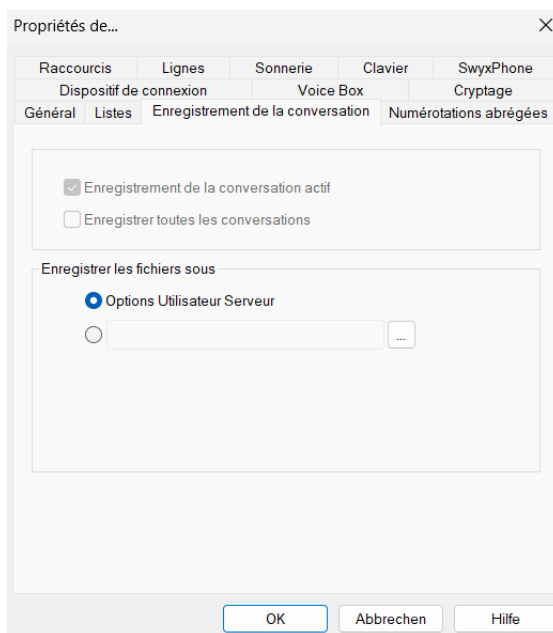 Propriétés de...
Raccourcis Lignes Sonnerie Clavier SwyxPhone
Dispositif de connexion Voice Box Cryptage
Général Listes Enregistrement de la conversation Numérotations abrégées
Enregistrement de la conversation actif
Enregistrer toutes les conversations
Enregistrer les fichiers sous
Options Utilisateur Serveur
...
OK Abbrechen Hilfe